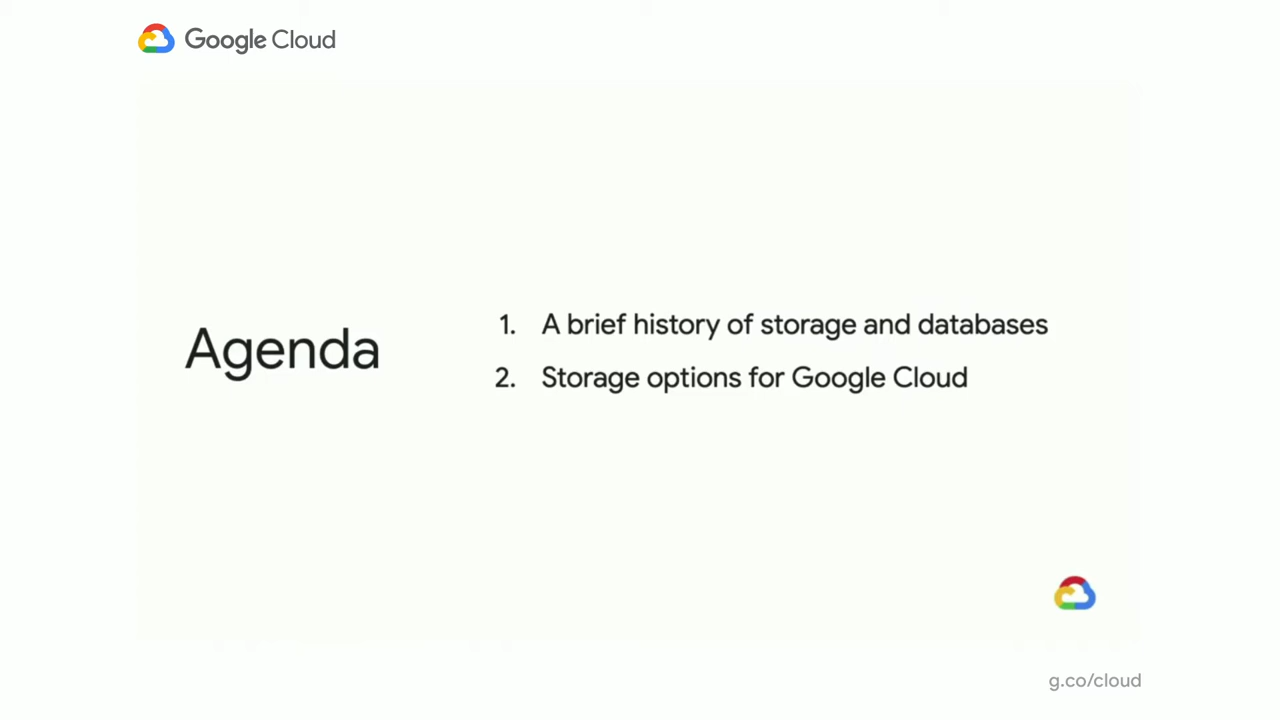 Google Cloud
Agenda
1. A brief history of storage and databases
2. Storage options for Google Cloud
g.co/cloud